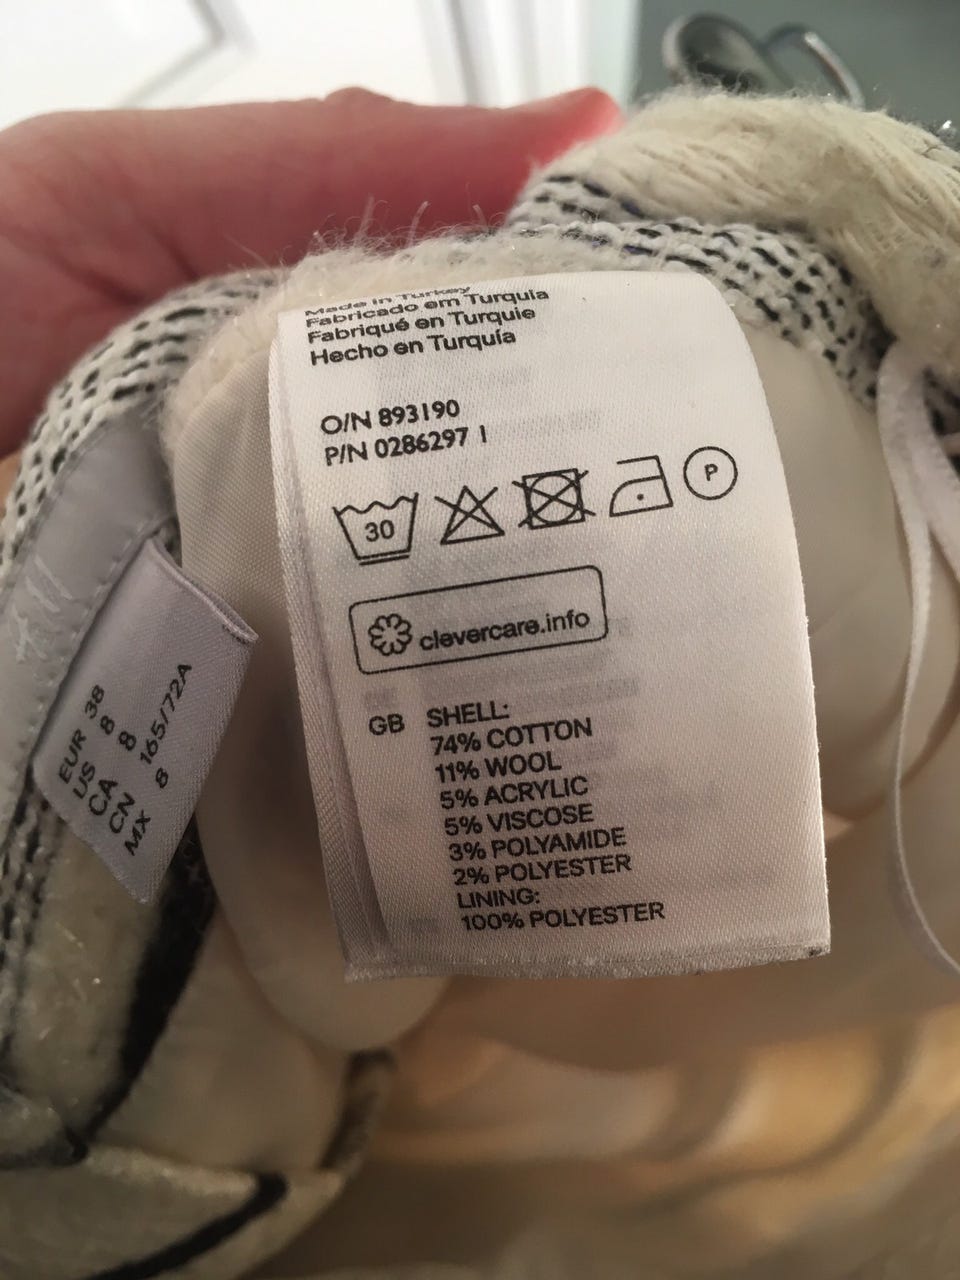 Made in Turkey
Fabricado em Turquia
Fabriqué en Turquie
Hecho en Turquía
O/N 893190
P/N 0286297 1
30
P
clevercare.info
GB SHELL:
74% COTTON
11% WOOL
5% ACRYLIC
5% VISCOSE
3% POLYAMIDE
2% POLYESTER
LINING:
100% POLYESTER
EUR 38
US 8
CA 8
CN 165/72A
MX 8